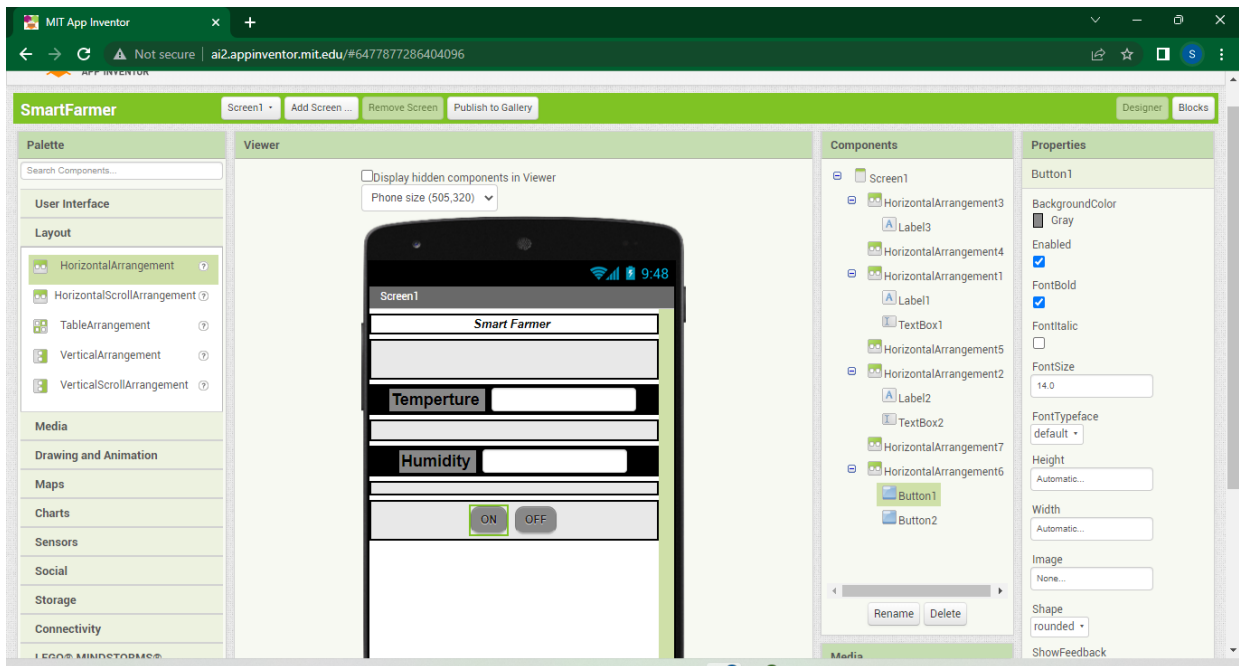 MIT App Inventor
Not secure | ai2.appinventor.mit.edu/#6477877286404096
S
APP INVENTOR
SmartFarmer
Screen1
Add Screen ...
Remove Screen
Publish to Gallery
Designer
Blocks
Palette
Search Components...
User Interface
Layout
HorizontalArrangement ?
HorizontalScrollArrangement ?
TableArrangement ?
VerticalArrangement ?
VerticalScrollArrangement ?
Media
Drawing and Animation
Maps
Charts
Sensors
Social
Storage
Connectivity
LEGO® MINDSTORMS®
Viewer
Display hidden components in Viewer
Phone size (505,320)
9:48
Screen1
Smart Farmer
Temperture
Humidity
ON OFF
Components
Screen1
HorizontalArrangement3
A Label3
HorizontalArrangement4
HorizontalArrangement1
A Label1
TextBox1
HorizontalArrangement5
HorizontalArrangement2
A Label2
TextBox2
HorizontalArrangement7
HorizontalArrangement6
Button1
Button2
Rename Delete
Media
Properties
Button1
BackgroundColor
Gray
Enabled
FontBold
FontItalic
FontSize
14.0
FontTypeface
default
Height
Automatic...
Width
Automatic...
Image
None...
Shape
rounded
ShowFeedback